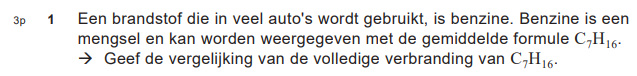 3p 1 Een brandstof die in veel auto's wordt gebruikt, is benzine. Benzine is een
mengsel en kan worden weergegeven met de gemiddelde formule C₇H₁₆.
→ Geef de vergelijking van de volledige verbranding van C₇H₁₆.